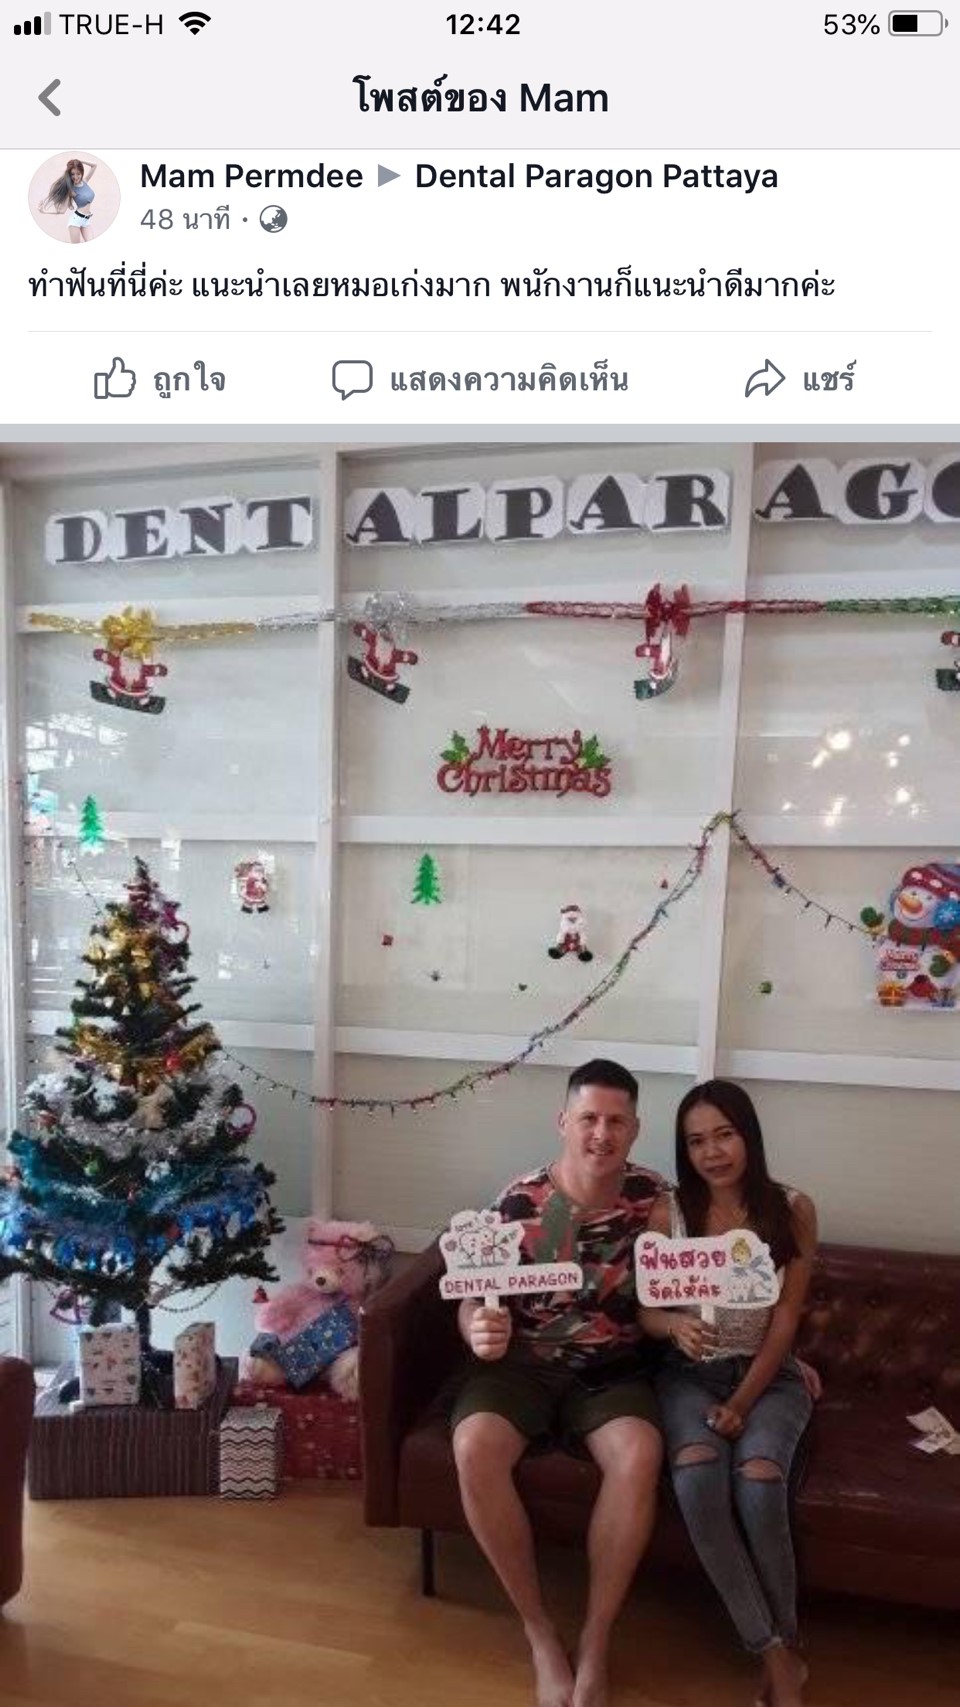 TRUE-H 12:42 53%
โพสต์ของ Mam
Mam Permdee ▶ Dental Paragon Pattaya
48 นาที ·
ทำฟันที่นี่ค่ะ แนะนำเลยหมอเก่งมาก พนักงานก็แนะนำดีมากค่ะ
ถูกใจ แสดงความคิดเห็น แชร์
DENTALPARAGO
Merry
Christmas
DENTAL PARAGON
ฟันสวย
จัดให้ค่ะ